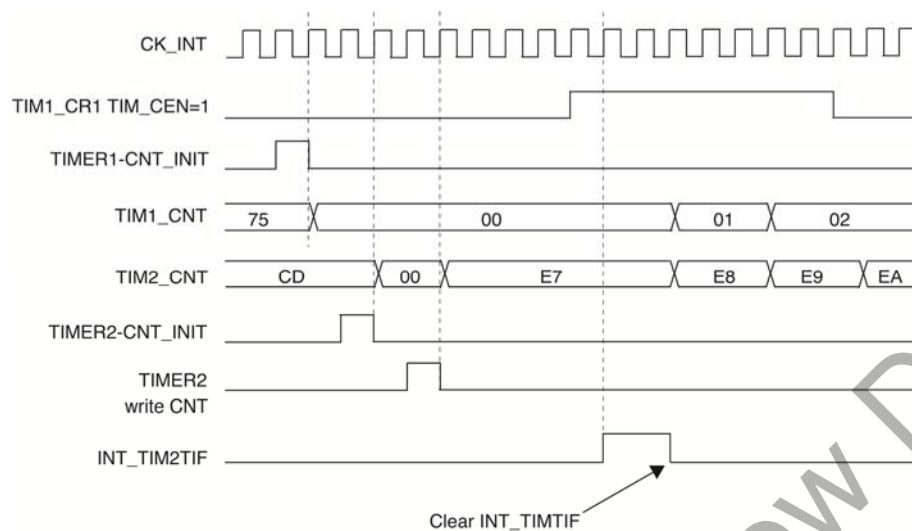 CK_INT
TIM1_CR1 TIM_CEN=1
TIMER1-CNT_INIT
TIM1_CNT 75 00 01 02
TIM2_CNT CD 00 E7 E8 E9 EA
TIMER2-CNT_INIT
TIMER2
write CNT
INT_TIM2TIF
Clear INT_TIMTIF